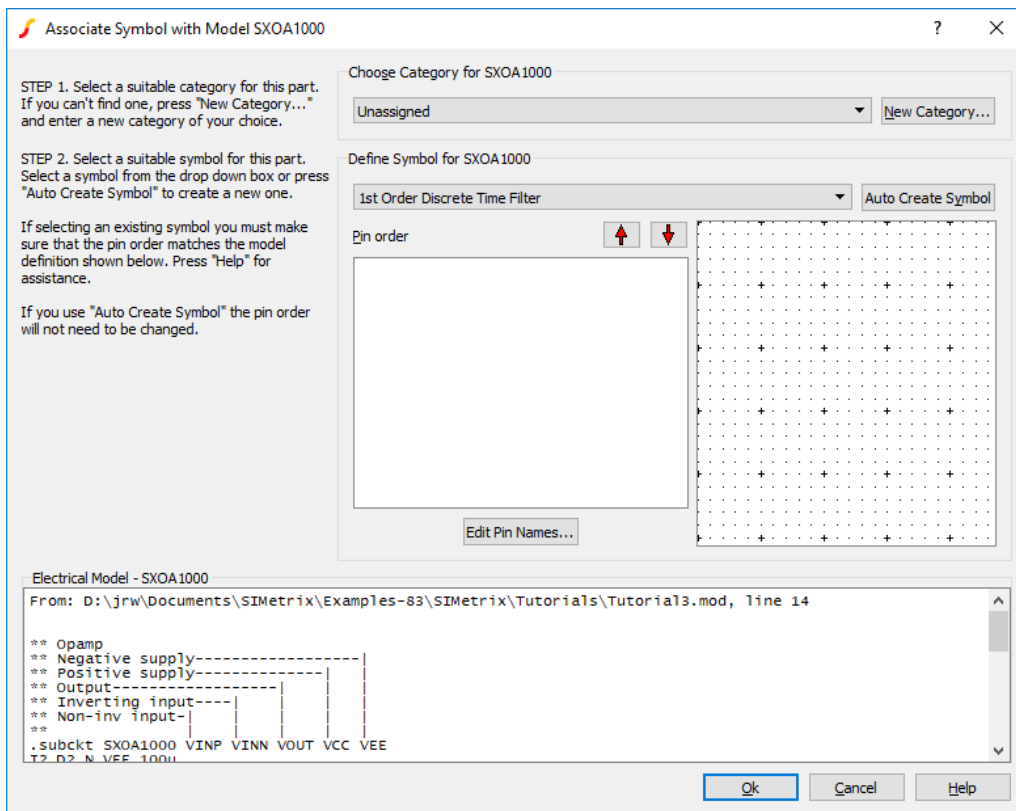 Associate Symbol with Model SXOA1000
?
STEP 1. Select a suitable category for this part.
If you can't find one, press "New Category..."
and enter a new category of your choice.
STEP 2. Select a suitable symbol for this part.
Select a symbol from the drop down box or press
"Auto Create Symbol" to create a new one.
If selecting an existing symbol you must make
sure that the pin order matches the model
definition shown below. Press "Help" for
assistance.
If you use "Auto Create Symbol" the pin order
will not need to be changed.
Choose Category for SXOA1000
Unassigned
New Category...
Define Symbol for SXOA1000
1st Order Discrete Time Filter
Auto Create Symbol
Pin order
Edit Pin Names...
Electrical Model - SXOA1000
From: D:\jrw\Documents\SIMetrix\Examples-83\SIMetrix\Tutorials\Tutorial3.mod, line 14
** Opamp
** Negative supply------------------|
** Positive supply--------------| |
** Output------------------| | |
** Inverting input----| | | |
** Non-inv input-| | | | |
** | | | | |
.subckt SXOA1000 VINP VINN VOUT VCC VEE
I2 D2_N VEE 100u
Ok
Cancel
Help